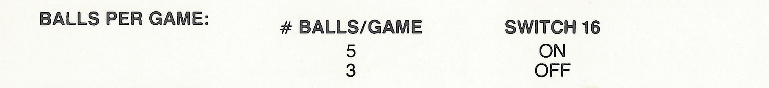 BALLS PER GAME:
# BALLS/GAME SWITCH 16
5 ON
3 OFF